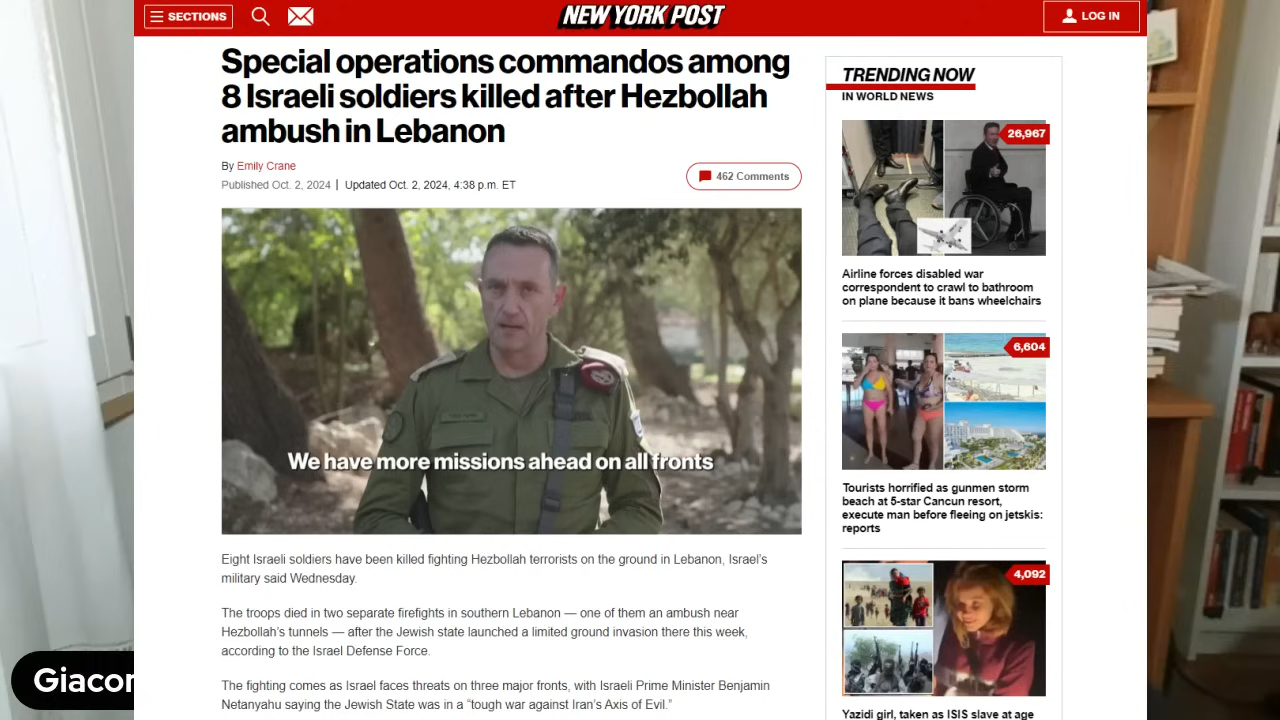 SECTIONS
NEW YORK POST
LOG IN
Special operations commandos among
8 Israeli soldiers killed after Hezbollah
ambush in Lebanon
By Emily Crane
Published Oct. 2, 2024 | Updated Oct. 2, 2024, 4:38 p.m. ET
462 Comments
We have more missions ahead on all fronts
Eight Israeli soldiers have been killed fighting Hezbollah terrorists on the ground in Lebanon, Israel's
military said Wednesday.
The troops died in two separate firefights in southern Lebanon — one of them an ambush near
Hezbollah's tunnels — after the Jewish state launched a limited ground invasion there this week,
according to the Israel Defense Force.
The fighting comes as Israel faces threats on three major fronts, with Israeli Prime Minister Benjamin
Netanyahu saying the Jewish State was in a “tough war against Iran's Axis of Evil.”
TRENDING NOW
IN WORLD NEWS
26,967
Airline forces disabled war
correspondent to crawl to bathroom
on plane because it bans wheelchairs
6,604
Tourists horrified as gunmen storm
beach at 5-star Cancun resort,
execute man before fleeing on jetskis:
reports
4,092
Yazidi girl, taken as ISIS slave at age
Giacor